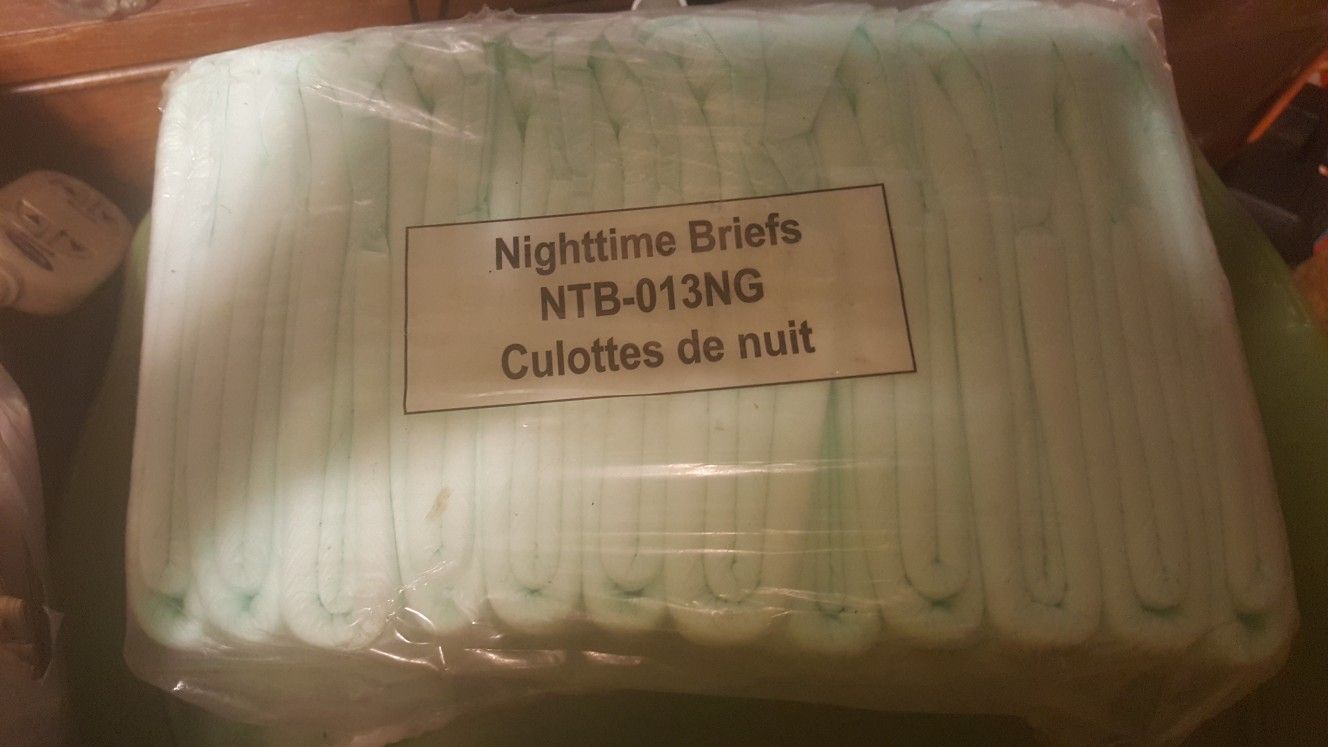 Nighttime Briefs
NTB-013NG
Culottes de nuit